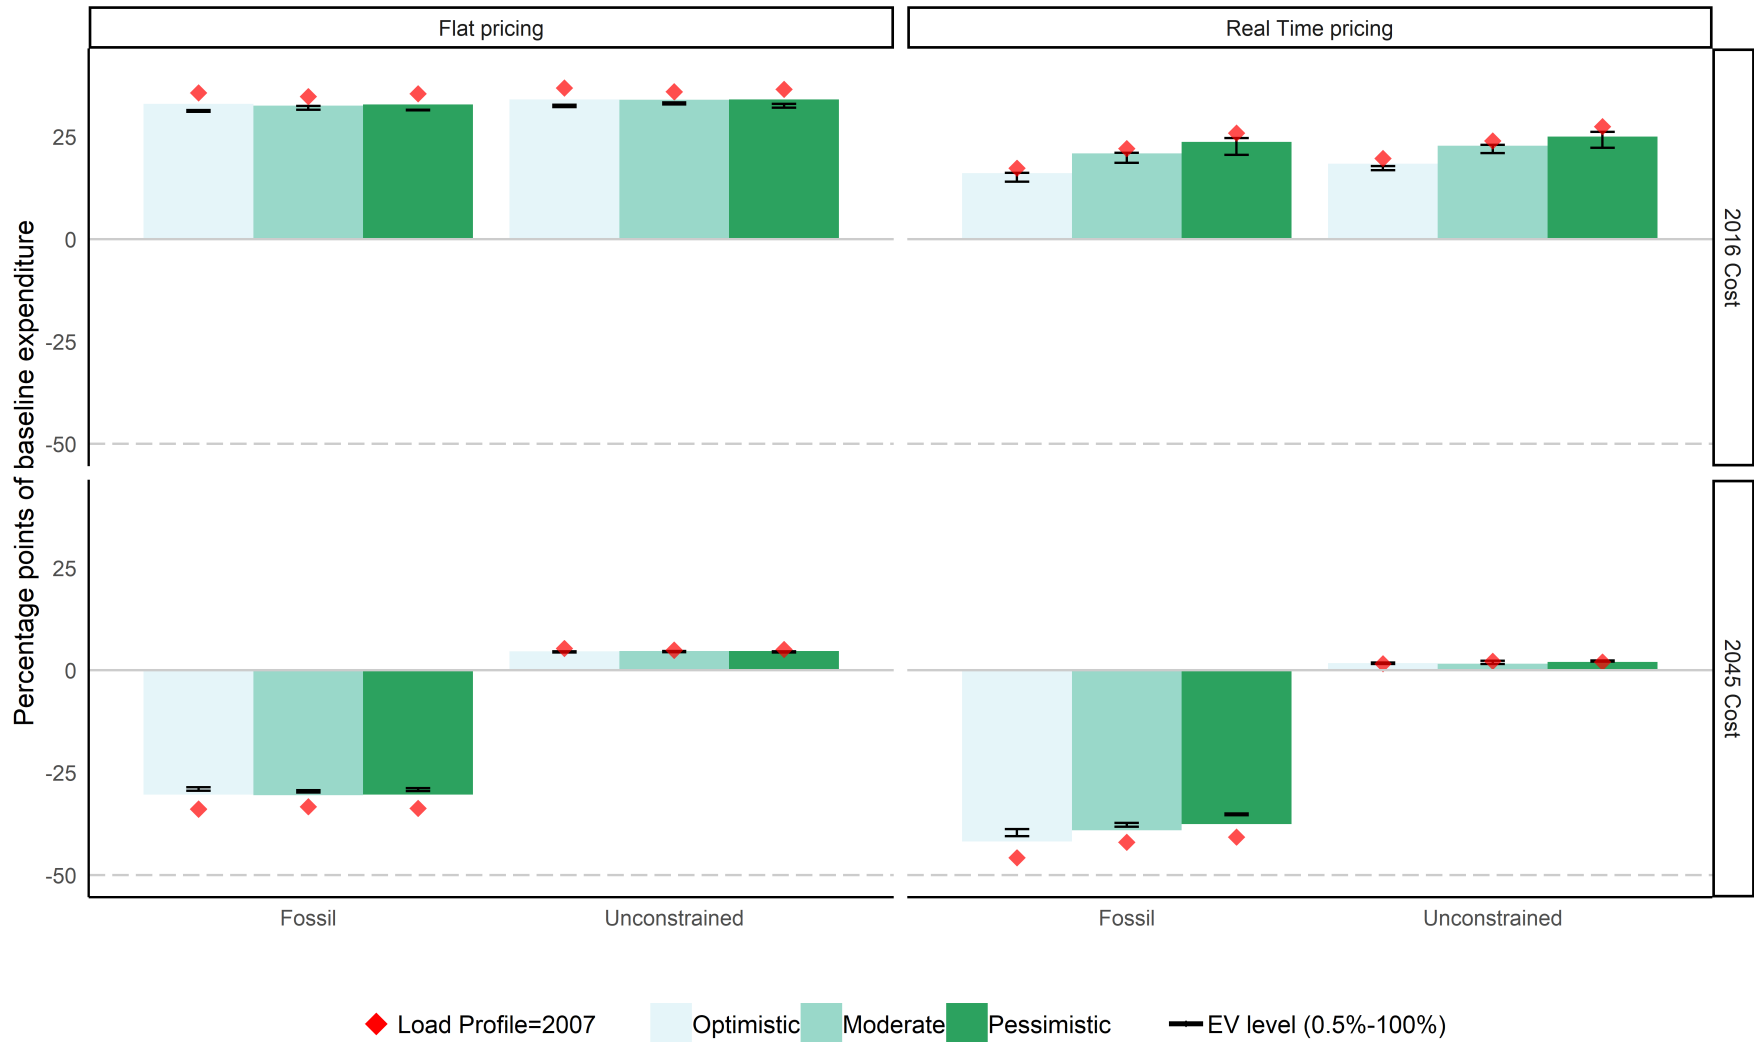 Flat pricing
Real Time pricing
Percentage points of baseline expenditure
25
0
-25
-50
2016 Cost
25
0
-25
-50
2045 Cost
Fossil
Unconstrained
Fossil
Unconstrained
Load Profile=2007
Optimistic
Moderate
Pessimistic
EV level (0.5%-100%)